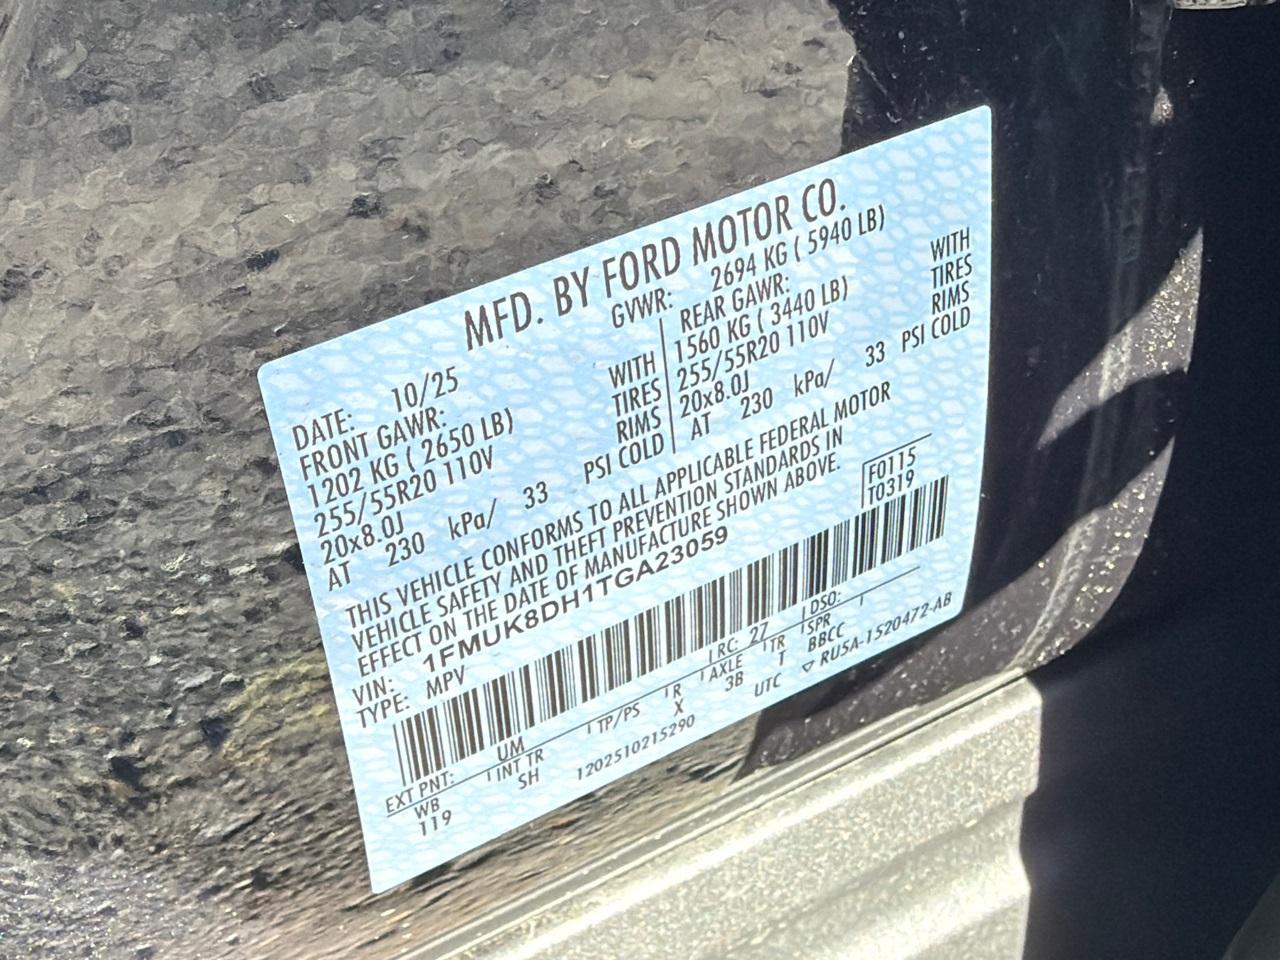 MFD. BY FORD MOTOR CO.
DATE: 10/25 GVWR: 2694 KG ( 5940 LB)
FRONT GAWR: REAR GAWR:
1202 KG ( 2650 LB) WITH 1560 KG ( 3440 LB) WITH
255/55R20 110V TIRES 255/55R20 110V TIRES
20x8.0J RIMS 20x8.0J RIMS
AT 230 kPa/ 33 PSI COLD AT 230 kPa/ 33 PSI COLD
THIS VEHICLE CONFORMS TO ALL APPLICABLE FEDERAL MOTOR
VEHICLE SAFETY AND THEFT PREVENTION STANDARDS IN
EFFECT ON THE DATE OF MANUFACTURE SHOWN ABOVE.
F0115
T0319
VIN: 1FMUK8DH1TGA23059
TYPE: MPV
EXT PNT: UM RC: 27 DSO:
WB INT TR TP/PS R AXLE TR SPR
119 SH X 3B T BBCC
1202510215290 UTC ▽ RU5A-1520472-AB